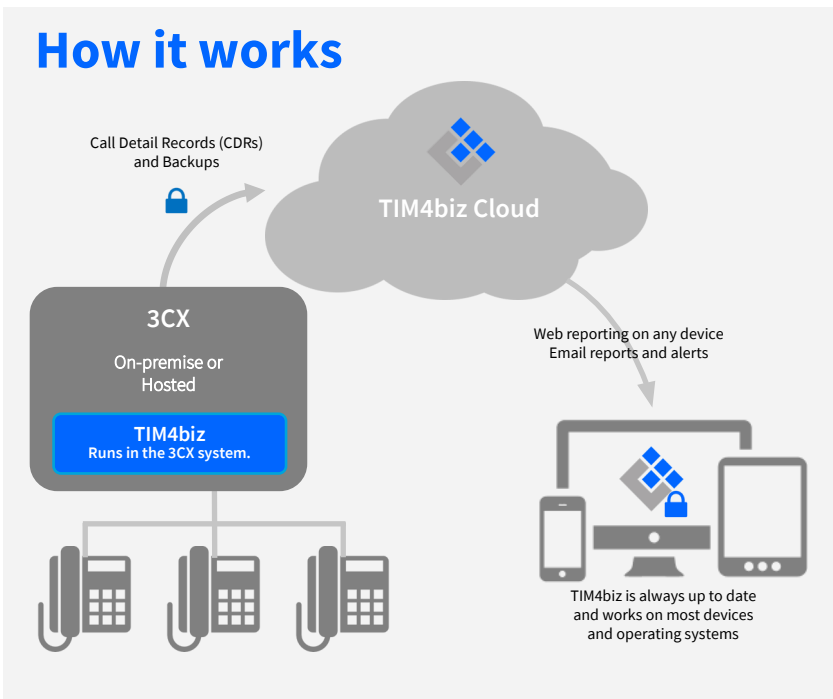 How it works
Call Detail Records (CDRs)
and Backups
TIM4biz Cloud
3CX
On-premise or
Hosted
TIM4biz
Runs in the 3CX system.
Web reporting on any device
Email reports and alerts
TIM4biz is always up to date
and works on most devices
and operating systems